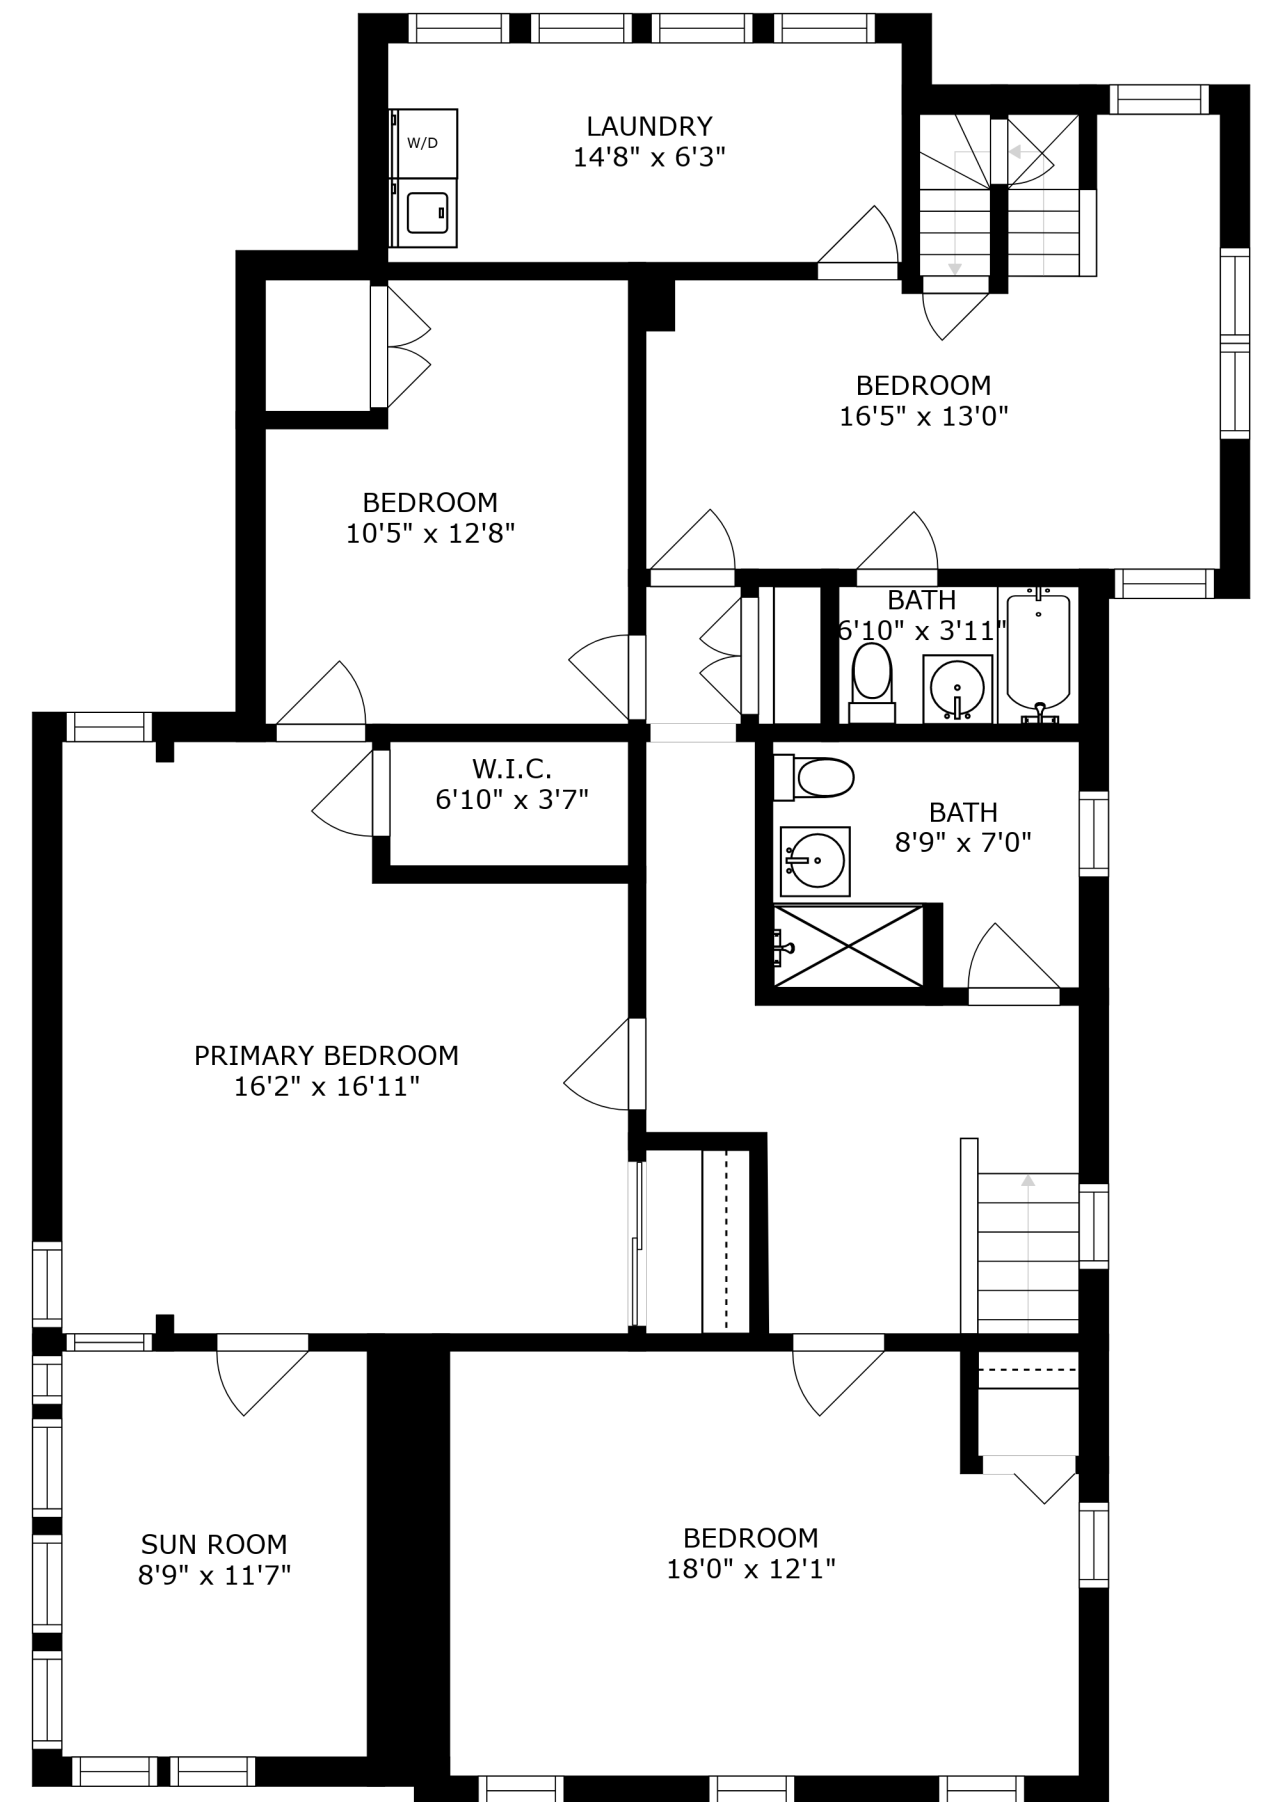 LAUNDRY
14'8" x 6'3"
W/D
BEDROOM
16'5" x 13'0"
BEDROOM
10'5" x 12'8"
BATH
6'10" x 3'11"
W.I.C.
6'10" x 3'7"
BATH
8'9" x 7'0"
PRIMARY BEDROOM
16'2" x 16'11"
SUN ROOM
8'9" x 11'7"
BEDROOM
18'0" x 12'1"